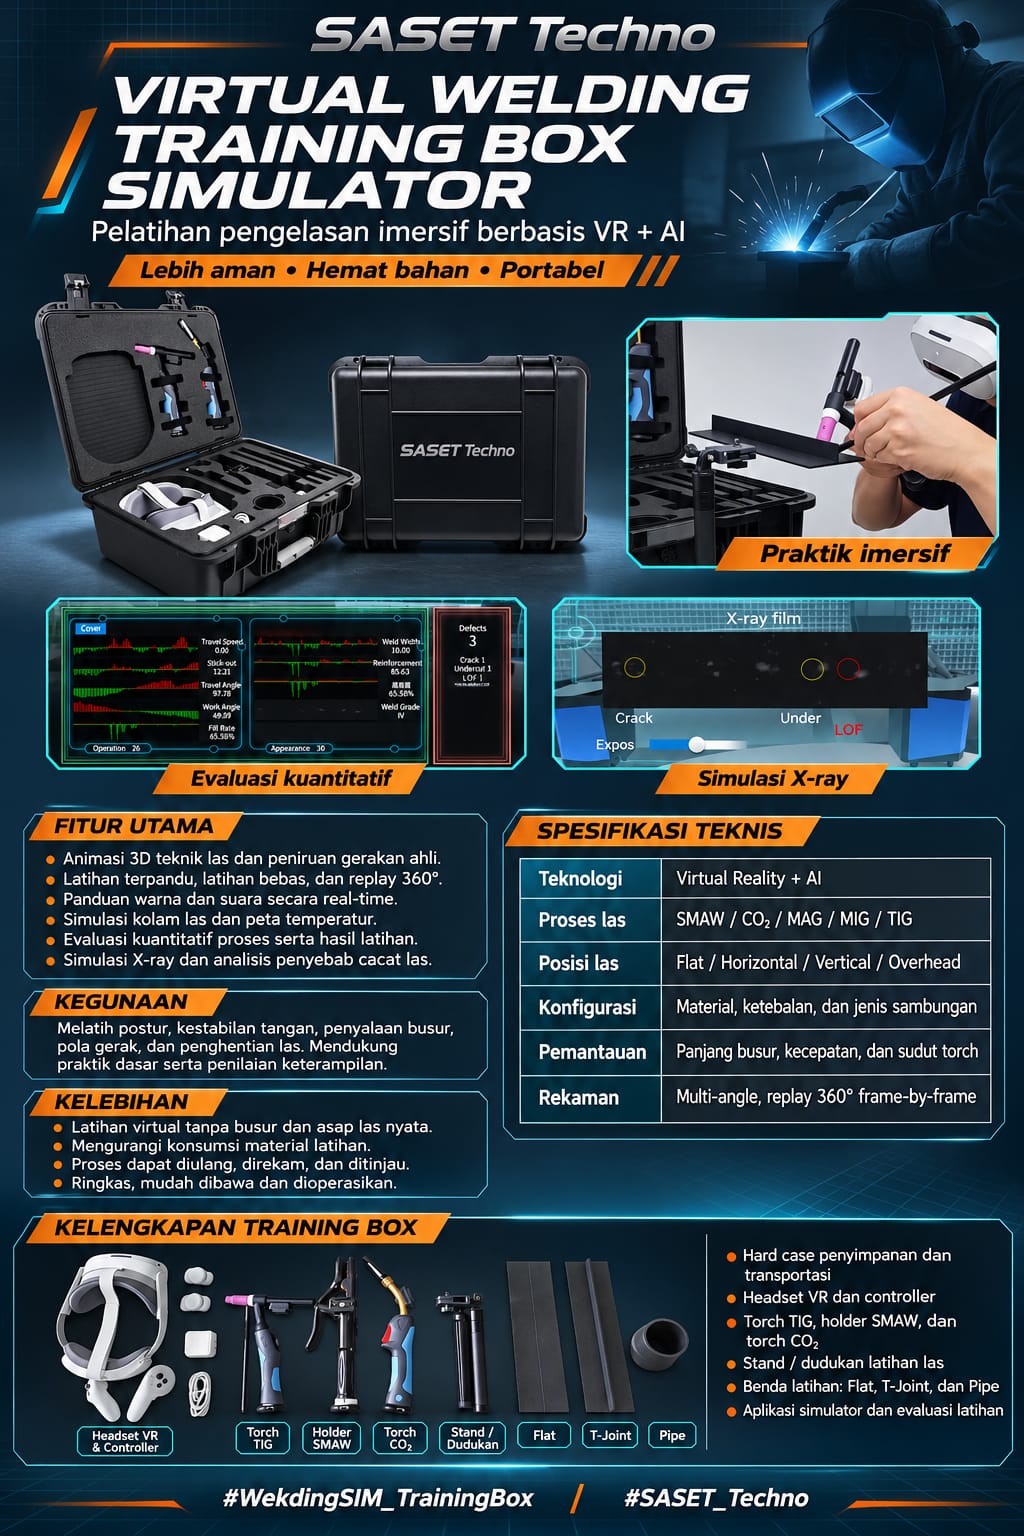 SASET Techno
VIRTUAL WELDING
TRAINING BOX
SIMULATOR
Pelatihan pengelasan imersif berbasis VR + AI
Lebih aman • Hemat bahan • Portabel
SASET Techno
Praktik imersif
Cover
Travel Speed
0.00
Stick-out
12.21
Travel Angle
97.78
Work Angle
49.89
Fill Rate
65.58%
Operation 26
Weld Width
10.00
Reinforcement
85.63
65.58%
Weld Grade
IV
Appearance 30
Defects
3
Crack 1
Undercut 1
LOF 1
Evaluasi kuantitatif
X-ray film
Crack
Under
LOF
Expos
Simulasi X-ray
FITUR UTAMA
• Animasi 3D teknik las dan peniruan gerakan ahli.
• Latihan terpandu, latihan bebas, dan replay 360°.
• Panduan warna dan suara secara real-time.
• Simulasi kolam las dan peta temperatur.
• Evaluasi kuantitatif proses serta hasil latihan.
• Simulasi X-ray dan analisis penyebab cacat las.
KEGUNAAN
Melatih postur, kestabilan tangan, penyalaan busur,
pola gerak, dan penghentian las. Mendukung
praktik dasar serta penilaian keterampilan.
KELEBIHAN
• Latihan virtual tanpa busur dan asap las nyata.
• Mengurangi konsumsi material latihan.
• Proses dapat diulang, direkam, dan ditinjau.
• Ringkas, mudah dibawa dan dioperasikan.
SPESIFIKASI TEKNIS
Teknologi Virtual Reality + AI
Proses las SMAW / CO₂ / MAG / MIG / TIG
Posisi las Flat / Horizontal / Vertical / Overhead
Konfigurasi Material, ketebalan, dan jenis sambungan
Pemantauan Panjang busur, kecepatan, dan sudut torch
Rekaman Multi-angle, replay 360° frame-by-frame
KELENGKAPAN TRAINING BOX
Headset VR
& Controller
Torch
TIG
Holder
SMAW
Torch
CO₂
Stand /
Dudukan
Flat
T-Joint
Pipe
• Hard case penyimpanan dan
transportasi
• Headset VR dan controller
• Torch TIG, holder SMAW, dan
torch CO₂
• Stand / dudukan latihan las
• Benda latihan: Flat, T-Joint, dan Pipe
• Aplikasi simulator dan evaluasi latihan
#WekdingSIM_TrainingBox / #SASET_Techno